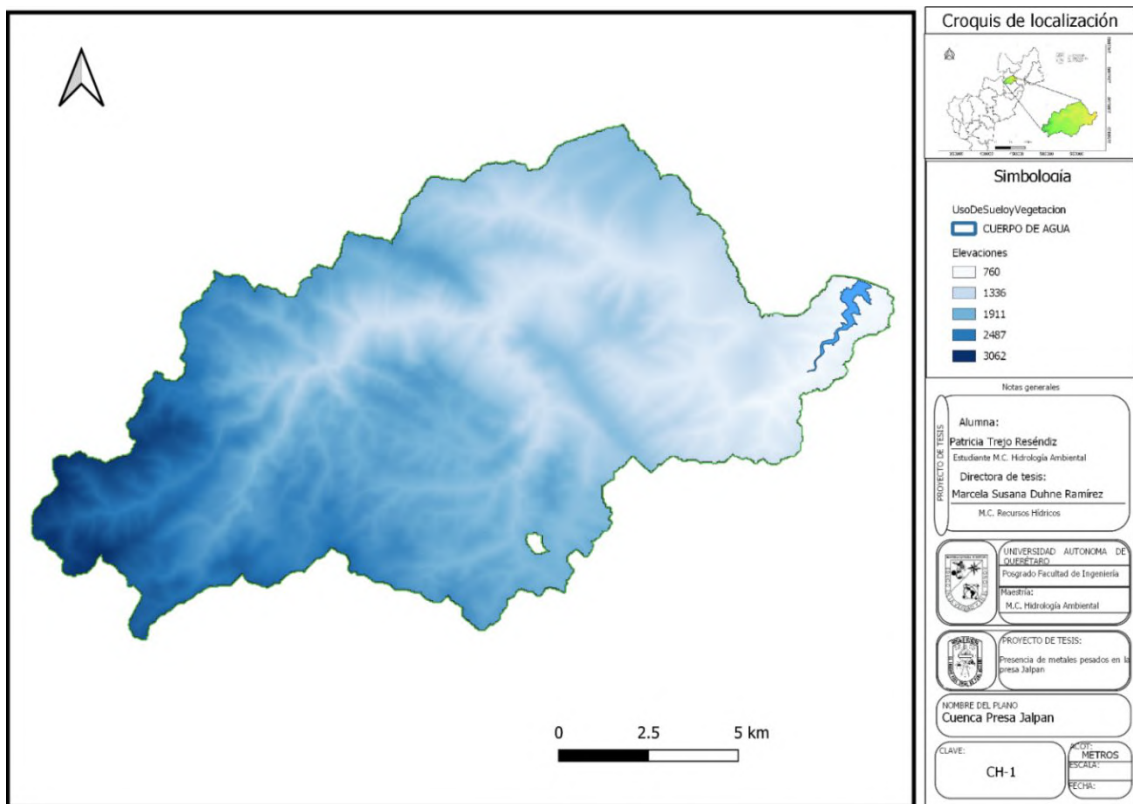 Croquis de localización
Simbología
UsoDeSueloyVegetacion
CUERPO DE AGUA
Elevaciones
760
1336
1911
2487
3062
Notas generales
PROYECTO DE TESIS
Alumna:
Patricia Trejo Reséndiz
Estudiante M.C. Hidrología Ambiental
Directora de tesis:
Marcela Susana Duhne Ramírez
M.C. Recursos Hídricos
UNIVERSIDAD AUTONOMA DE
QUERÉTARO
Posgrado Facultad de Ingeniería
Maestría:
M.C. Hidrología Ambiental
PROYECTO DE TESIS:
Presencia de metales pesados en la
presa Jalpan
NOMBRE DEL PLANO
Cuenca Presa Jalpan
CLAVE:
CH-1
ACOT:
METROS
ESCALA:
FECHA:
0 2.5 5 km